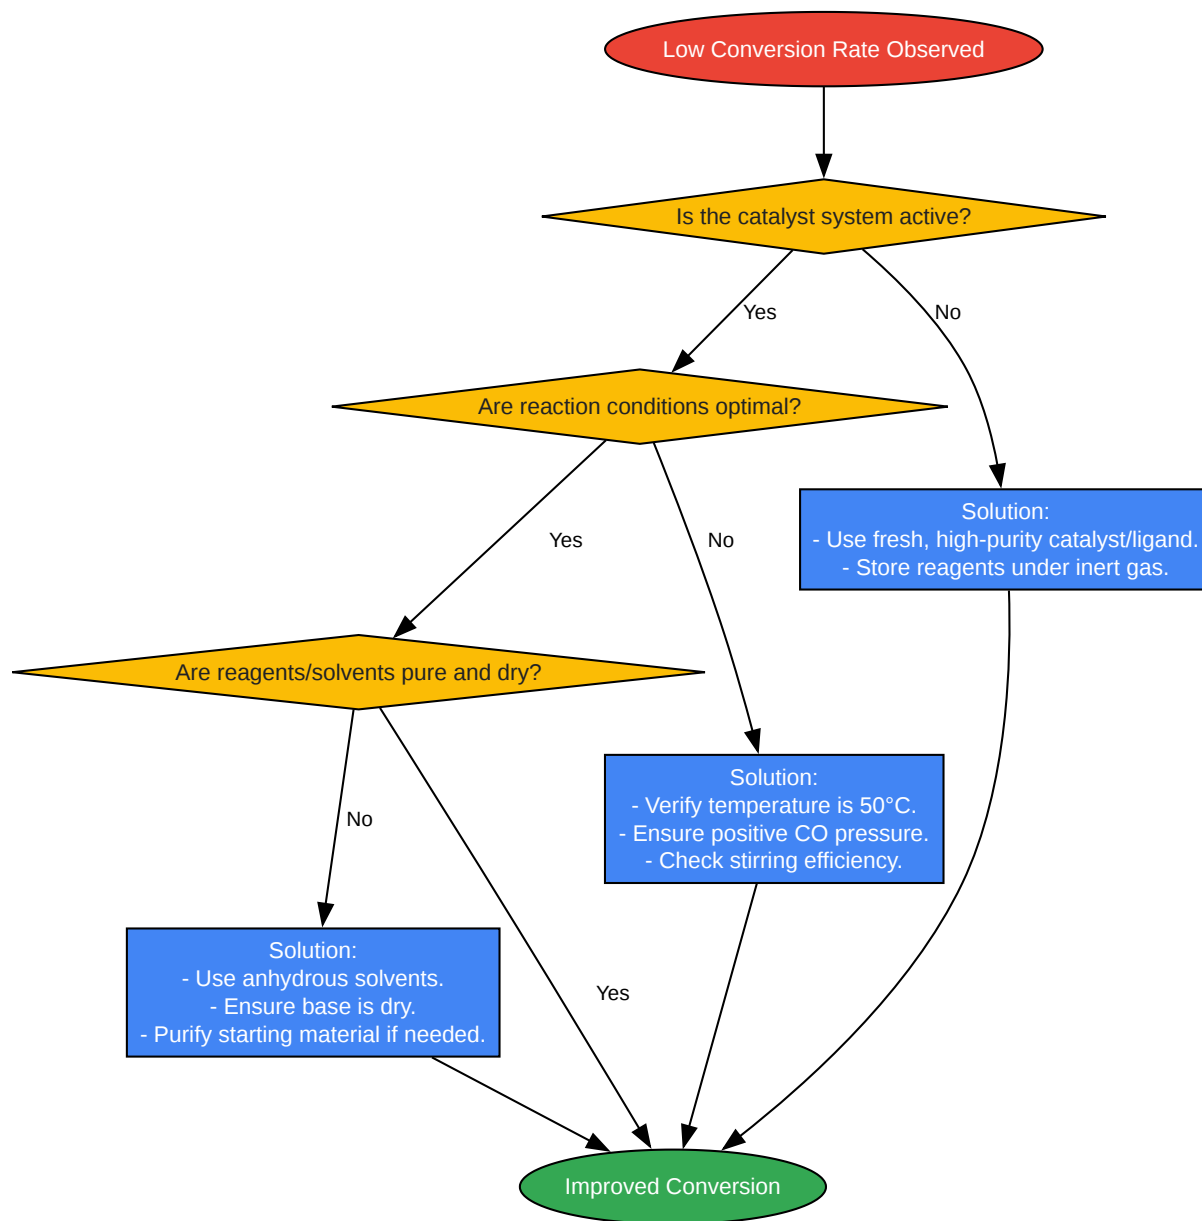 Low Conversion Rate Observed
Is the catalyst system active?
Yes
No
Are reaction conditions optimal?
Solution:
- Use fresh, high-purity catalyst/ligand.
- Store reagents under inert gas.
Yes
No
Are reagents/solvents pure and dry?
Solution:
- Verify temperature is 50°C.
- Ensure positive CO pressure.
- Check stirring efficiency.
No
Yes
Solution:
- Use anhydrous solvents.
- Ensure base is dry.
- Purify starting material if needed.
Improved Conversion